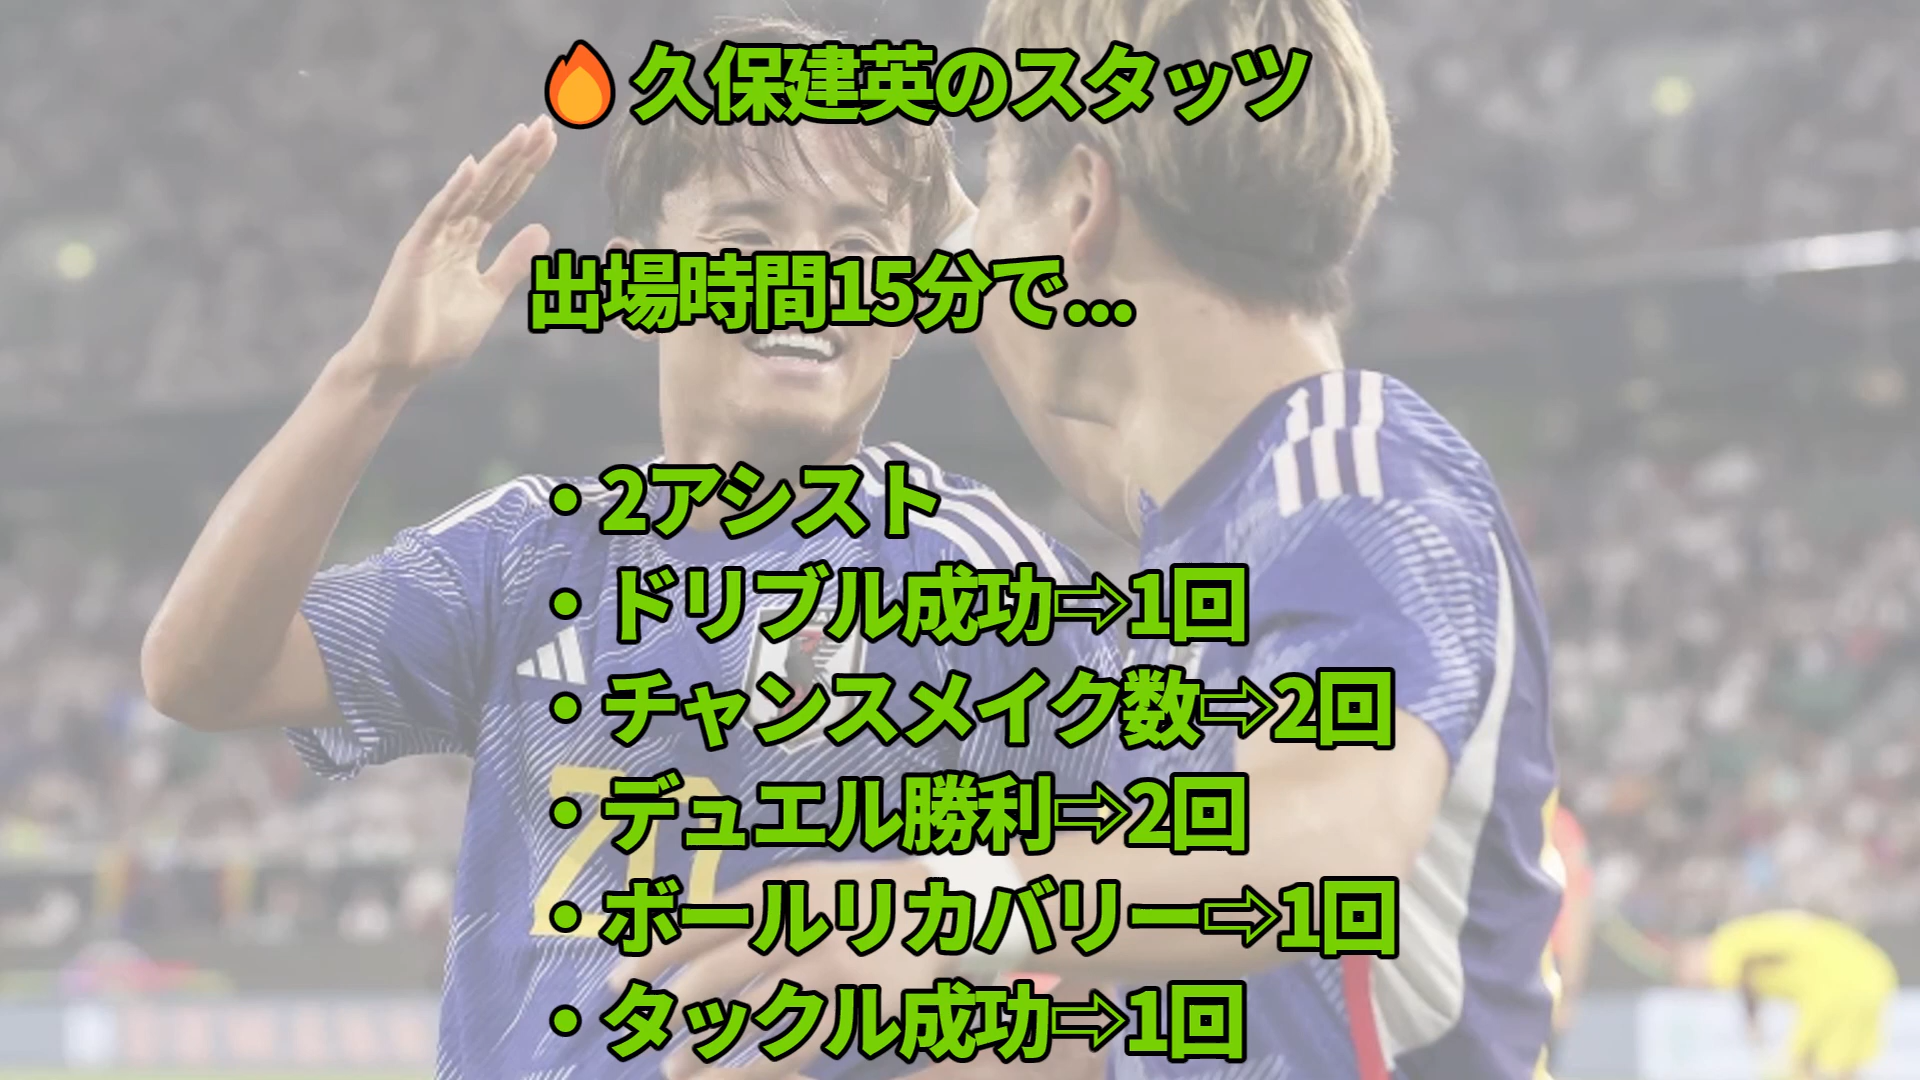 🔥久保建英のスタッツ
出場時間15分で...
・2アシスト
・ドリブル成功⇨1回
・チャンスメイク数⇨2回
・デュエル勝利⇨2回
・ボールリカバリー⇨1回
・タックル成功⇨1回